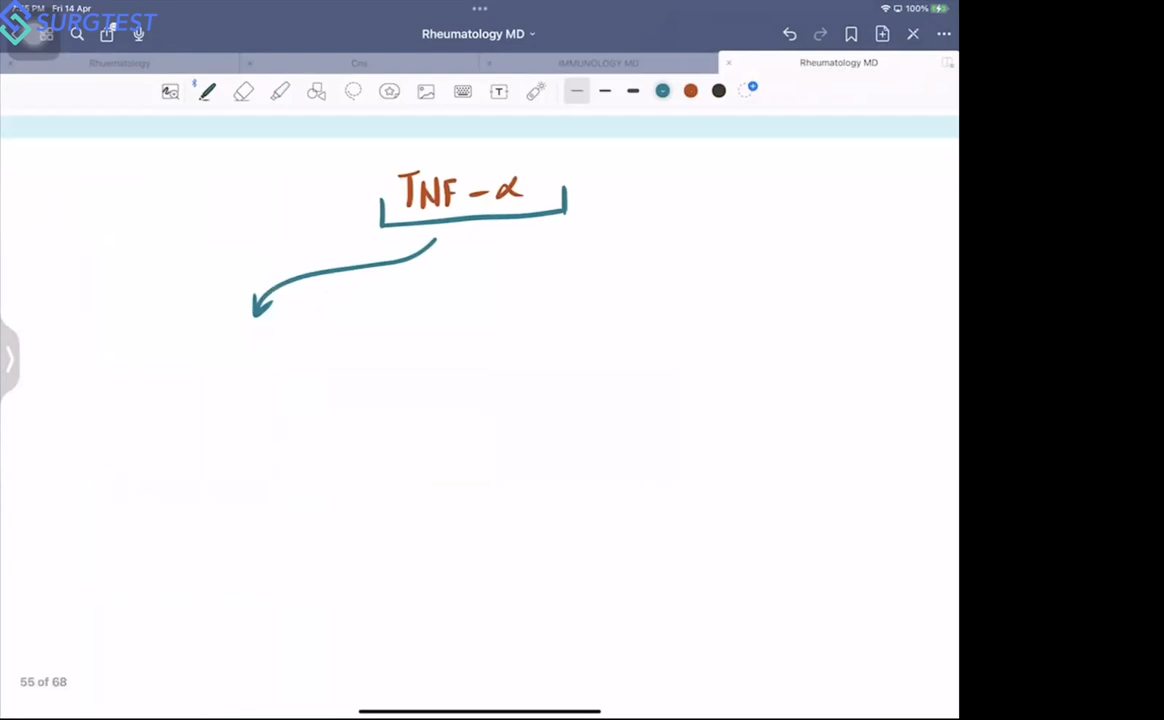 Fri 14 Apr
100%
SURGTEST
Rheumatology MD
Rhuematology
Cns
IMMUNOLOGY MD
Rheumatology MD
TNF - α
55 of 68